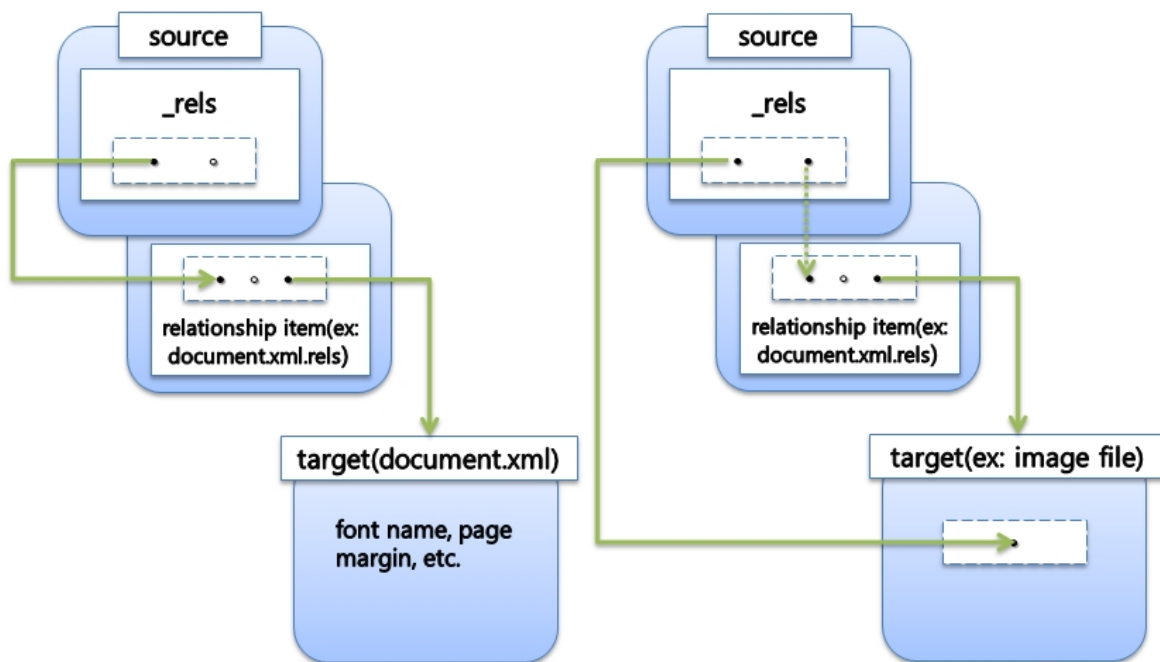 source
_rels
relationship item(ex:
document.xml.rels)
target(document.xml)
font name, page
margin, etc.
source
_rels
relationship item(ex:
document.xml.rels)
target(ex: image file)